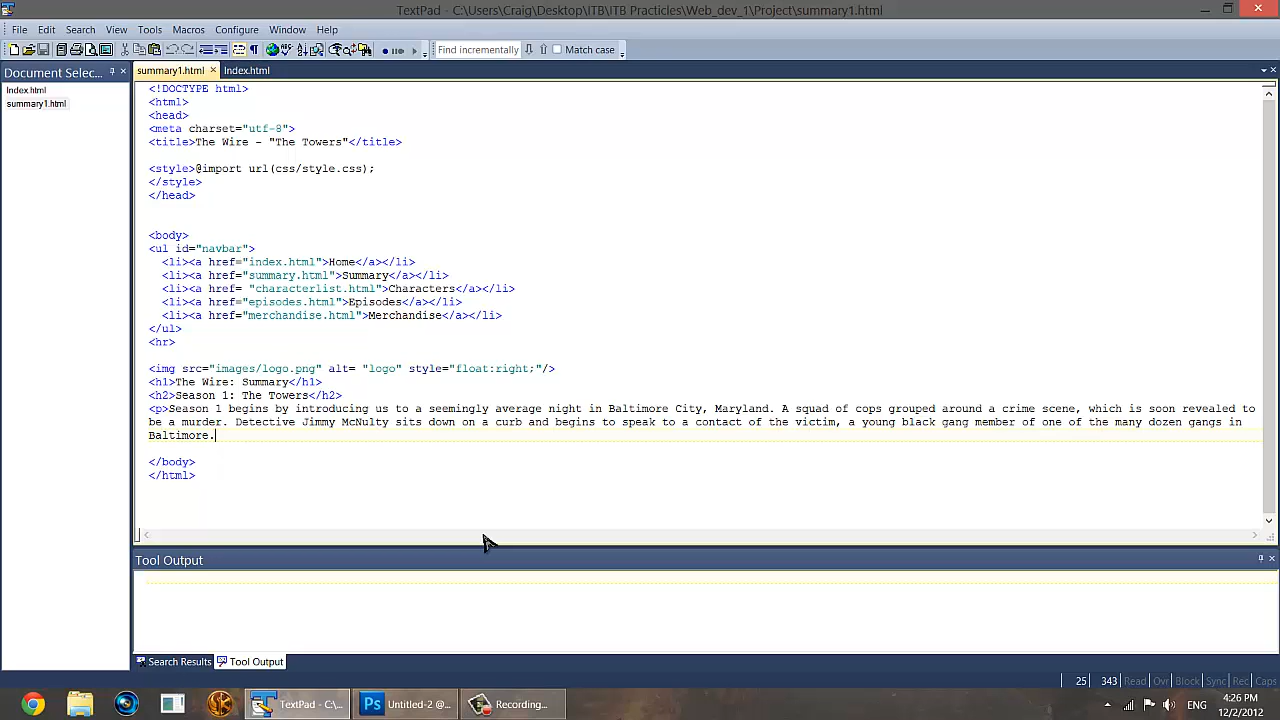 TextPad - C:\Users\Craig\Desktop\ITB\ITB Practicles\Web_dev_1\Project\summary1.html
File Edit Search View Tools Macros Configure Window Help
Find incrementally Match case
Document Selec...
summary1.html Index.html
Index.html
summary1.html
<!DOCTYPE html>
<html>
<head>
<meta charset="utf-8">
<title>The Wire - "The Towers"</title>
<style>@import url(css/style.css);
</style>
</head>
<body>
<ul id="navbar">
<li><a href="index.html">Home</a></li>
<li><a href="summary.html">Summary</a></li>
<li><a href= "characterlist.html">Characters</a></li>
<li><a href="episodes.html">Episodes</a></li>
<li><a href="merchandise.html">Merchandise</a></li>
</ul>
<hr>
<img src="images/logo.png" alt= "logo" style="float:right;"/>
<h1>The Wire: Summary</h1>
<h2>Season 1: The Towers</h2>
<p>Season 1 begins by introducing us to a seemingly average night in Baltimore City, Maryland. A squad of cops grouped around a crime scene, which is soon revealed to
be a murder. Detective Jimmy McNulty sits down on a curb and begins to speak to a contact of the victim, a young black gang member of one of the many dozen gangs in
Baltimore.
</body>
</html>
Tool Output
Search Results Tool Output
25 343 Read Ovr Block Sync Rec Caps
TextPad - C:\... Untitled-2 @... Recording...
ENG
4:26 PM
12/2/2012